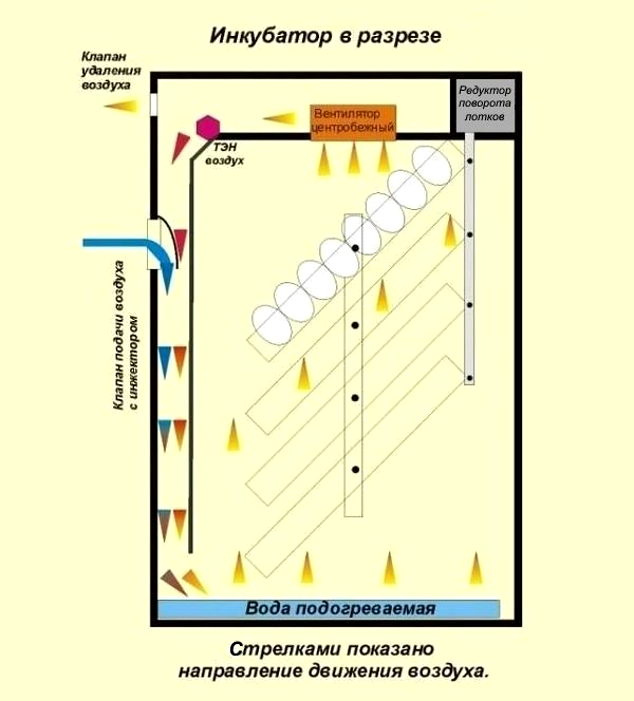 Инкубатор в разрезе
Клапан
удаления
воздуха
Редуктор
поворота
лотков
Вентилятор
центробежный
ТЭН
воздух
Клапан подачи воздуха
с инжектором
Вода подогреваемая
Стрелками показано
направление движения воздуха.